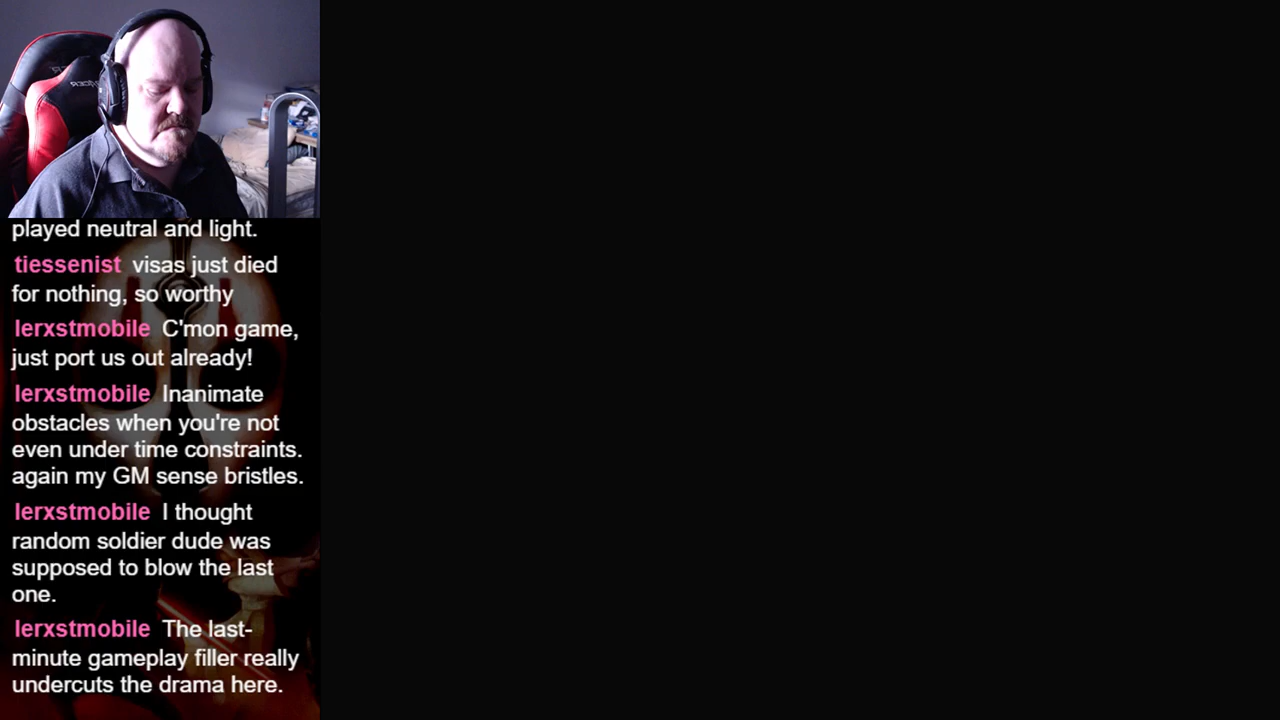 played neutral and light.
tiessenist visas just died
for nothing, so worthy
lerxstmobile C'mon game,
just port us out already!
lerxstmobile Inanimate
obstacles when you're not
even under time constraints.
again my GM sense bristles.
lerxstmobile I thought
random soldier dude was
supposed to blow the last
one.
lerxstmobile The last-
minute gameplay filler really
undercuts the drama here.